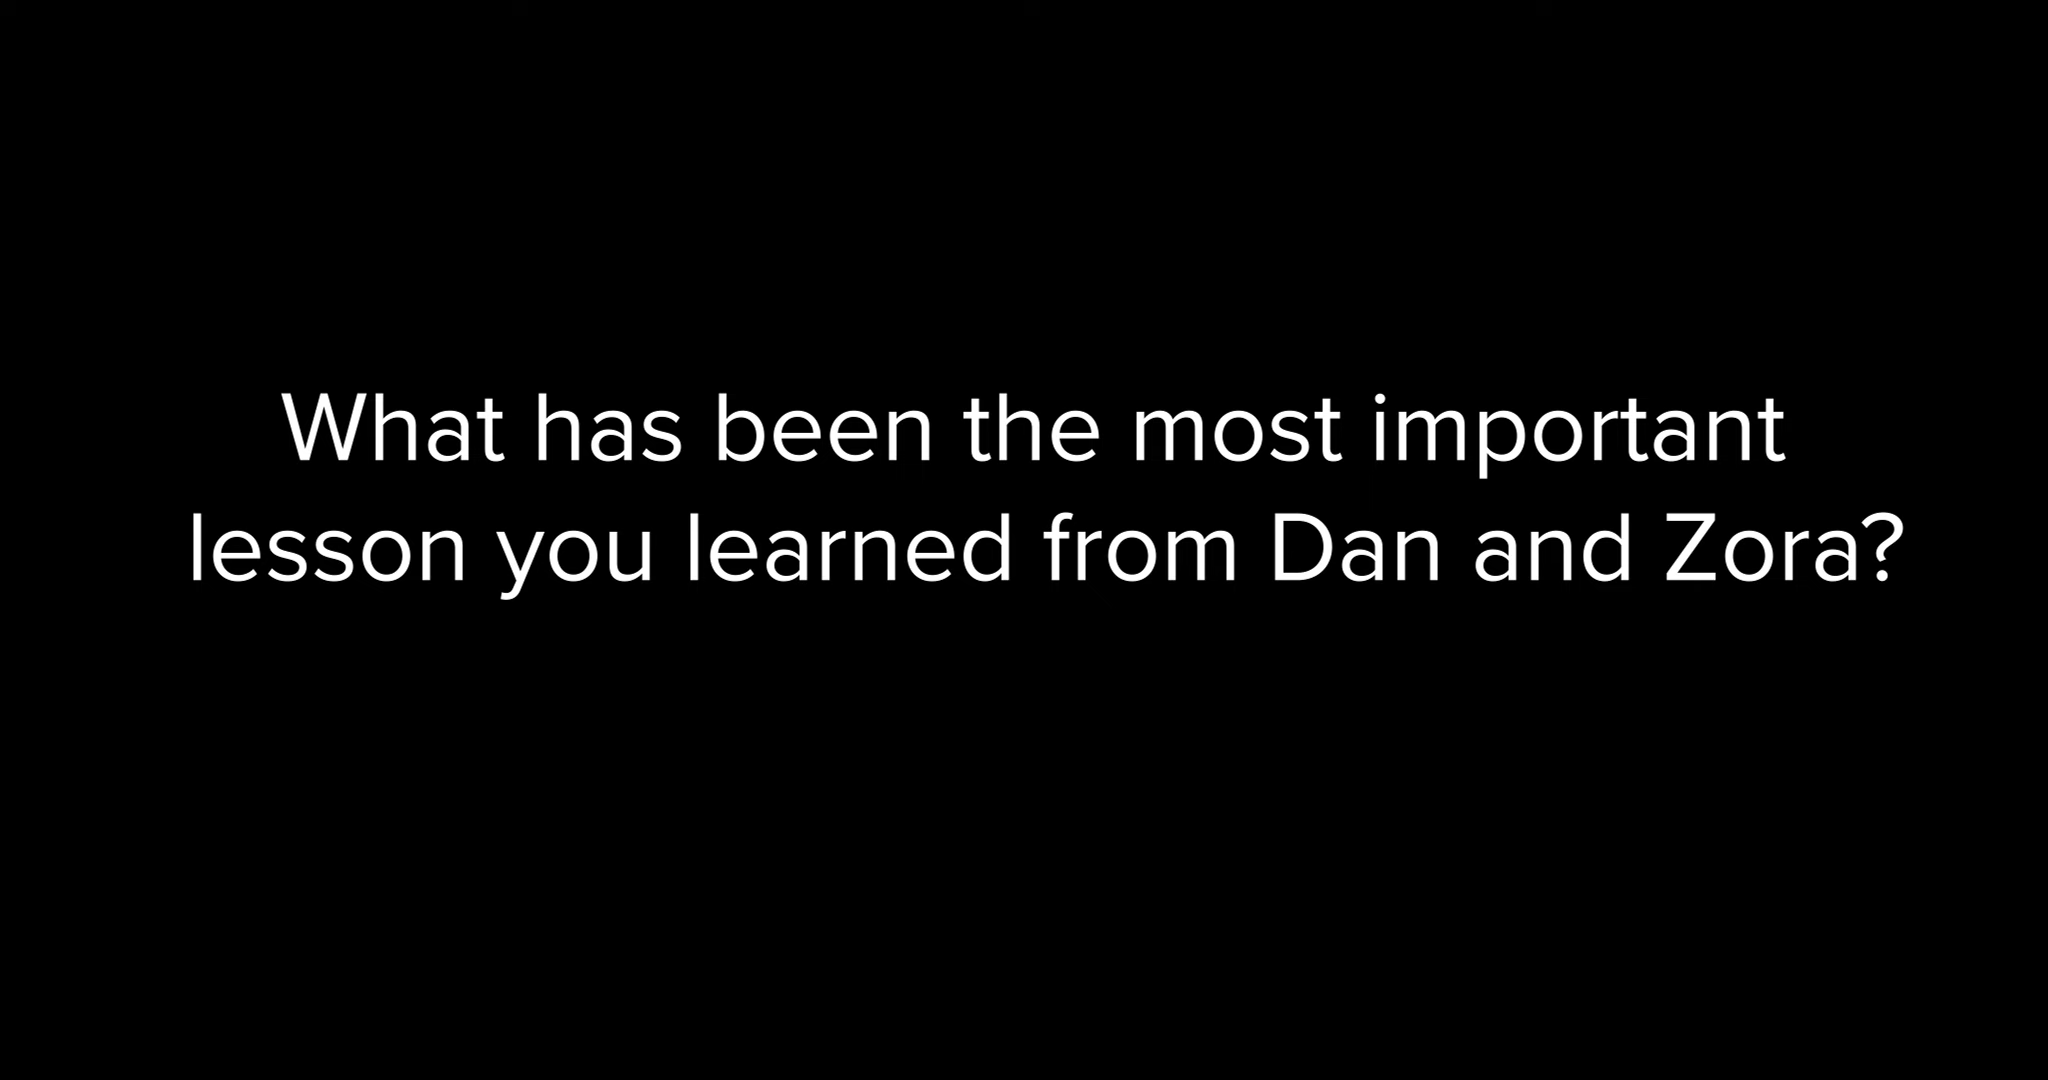 What has been the most important
lesson you learned from Dan and Zora?